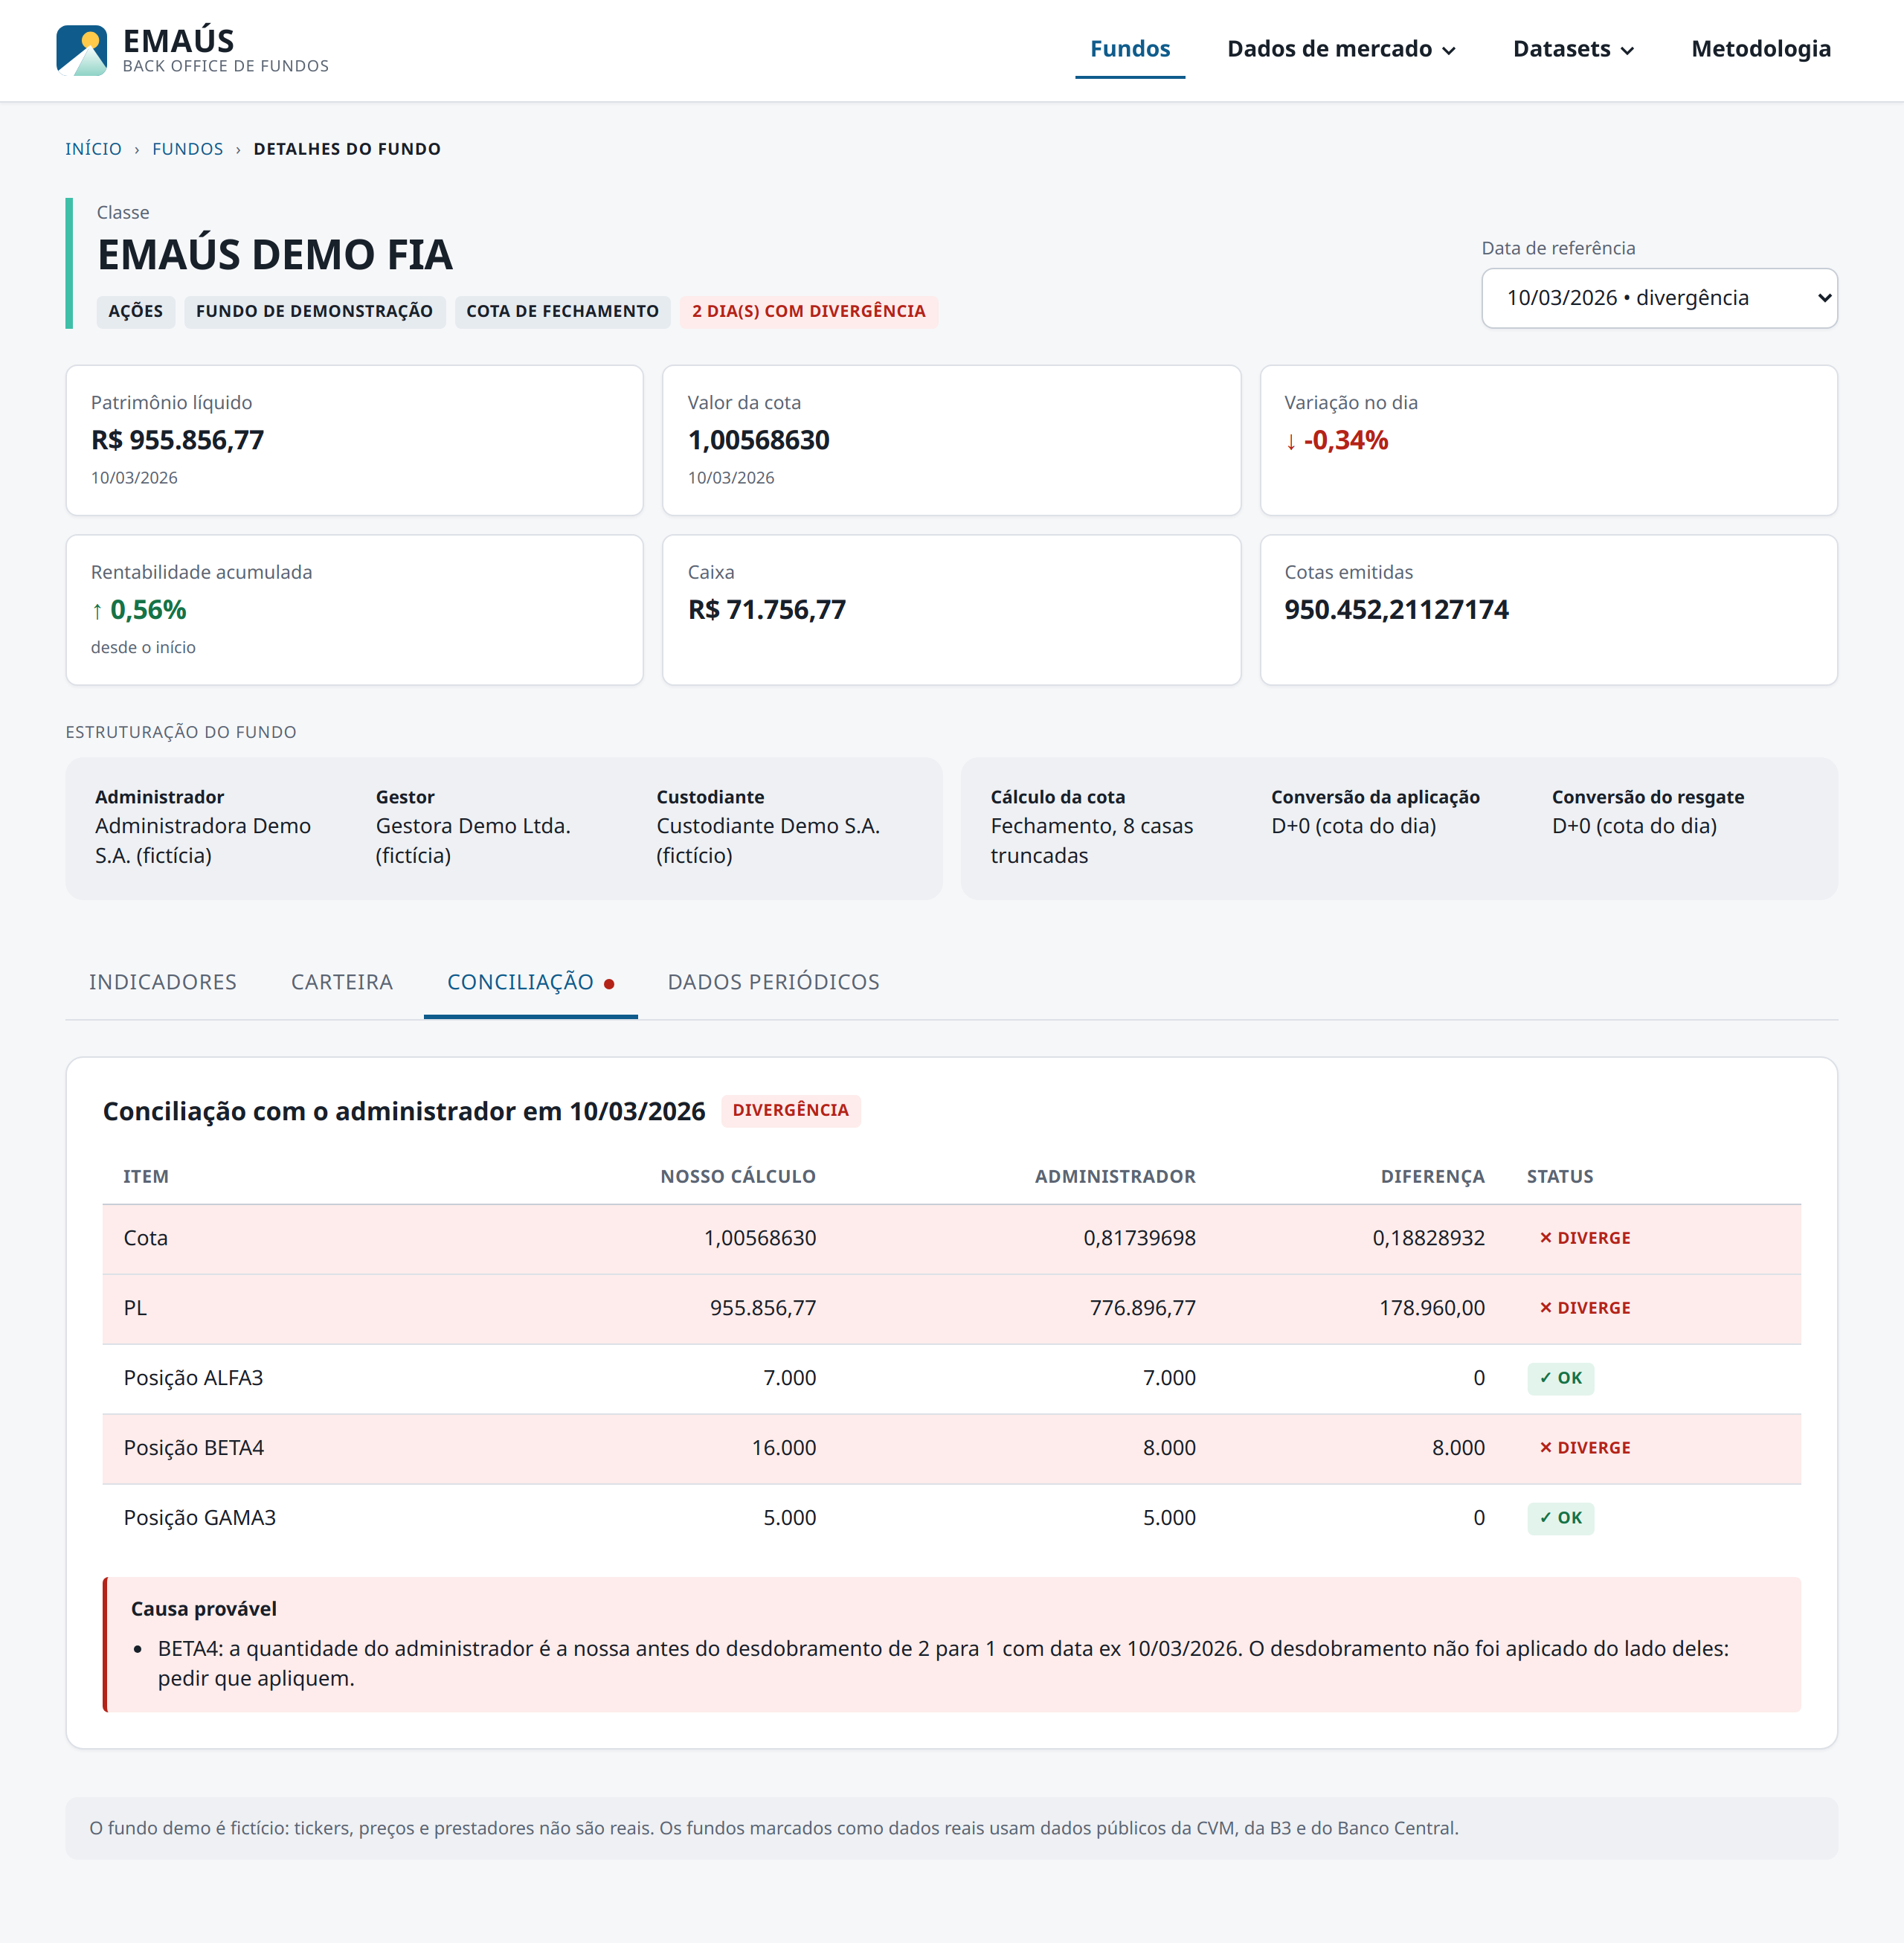 EMAÚS
BACK OFFICE DE FUNDOS
Fundos
Dados de mercado
Datasets
Metodologia
INÍCIO › FUNDOS › DETALHES DO FUNDO
Classe
EMAÚS DEMO FIA
AÇÕES
FUNDO DE DEMONSTRAÇÃO
COTA DE FECHAMENTO
2 DIA(S) COM DIVERGÊNCIA
Data de referência
10/03/2026 • divergência
Patrimônio líquido
R$ 955.856,77
10/03/2026
Valor da cota
1,00568630
10/03/2026
Variação no dia
↓ -0,34%
Rentabilidade acumulada
↑ 0,56%
desde o início
Caixa
R$ 71.756,77
Cotas emitidas
950.452,21127174
ESTRUTURAÇÃO DO FUNDO
Administrador
Administradora Demo
S.A. (fictícia)
Gestor
Gestora Demo Ltda.
(fictícia)
Custodiante
Custodiante Demo S.A.
(fictício)
Cálculo da cota
Fechamento, 8 casas
truncadas
Conversão da aplicação
D+0 (cota do dia)
Conversão do resgate
D+0 (cota do dia)
INDICADORES
CARTEIRA
CONCILIAÇÃO
DADOS PERIÓDICOS
Conciliação com o administrador em 10/03/2026 DIVERGÊNCIA
ITEM NOSSO CÁLCULO ADMINISTRADOR DIFERENÇA STATUS
Cota 1,00568630 0,81739698 0,18828932 ✕ DIVERGE
PL 955.856,77 776.896,77 178.960,00 ✕ DIVERGE
Posição ALFA3 7.000 7.000 0 ✓ OK
Posição BETA4 16.000 8.000 8.000 ✕ DIVERGE
Posição GAMA3 5.000 5.000 0 ✓ OK
Causa provável
• BETA4: a quantidade do administrador é a nossa antes do desdobramento de 2 para 1 com data ex 10/03/2026. O desdobramento não foi aplicado do lado deles:
pedir que apliquem.
O fundo demo é fictício: tickers, preços e prestadores não são reais. Os fundos marcados como dados reais usam dados públicos da CVM, da B3 e do Banco Central.